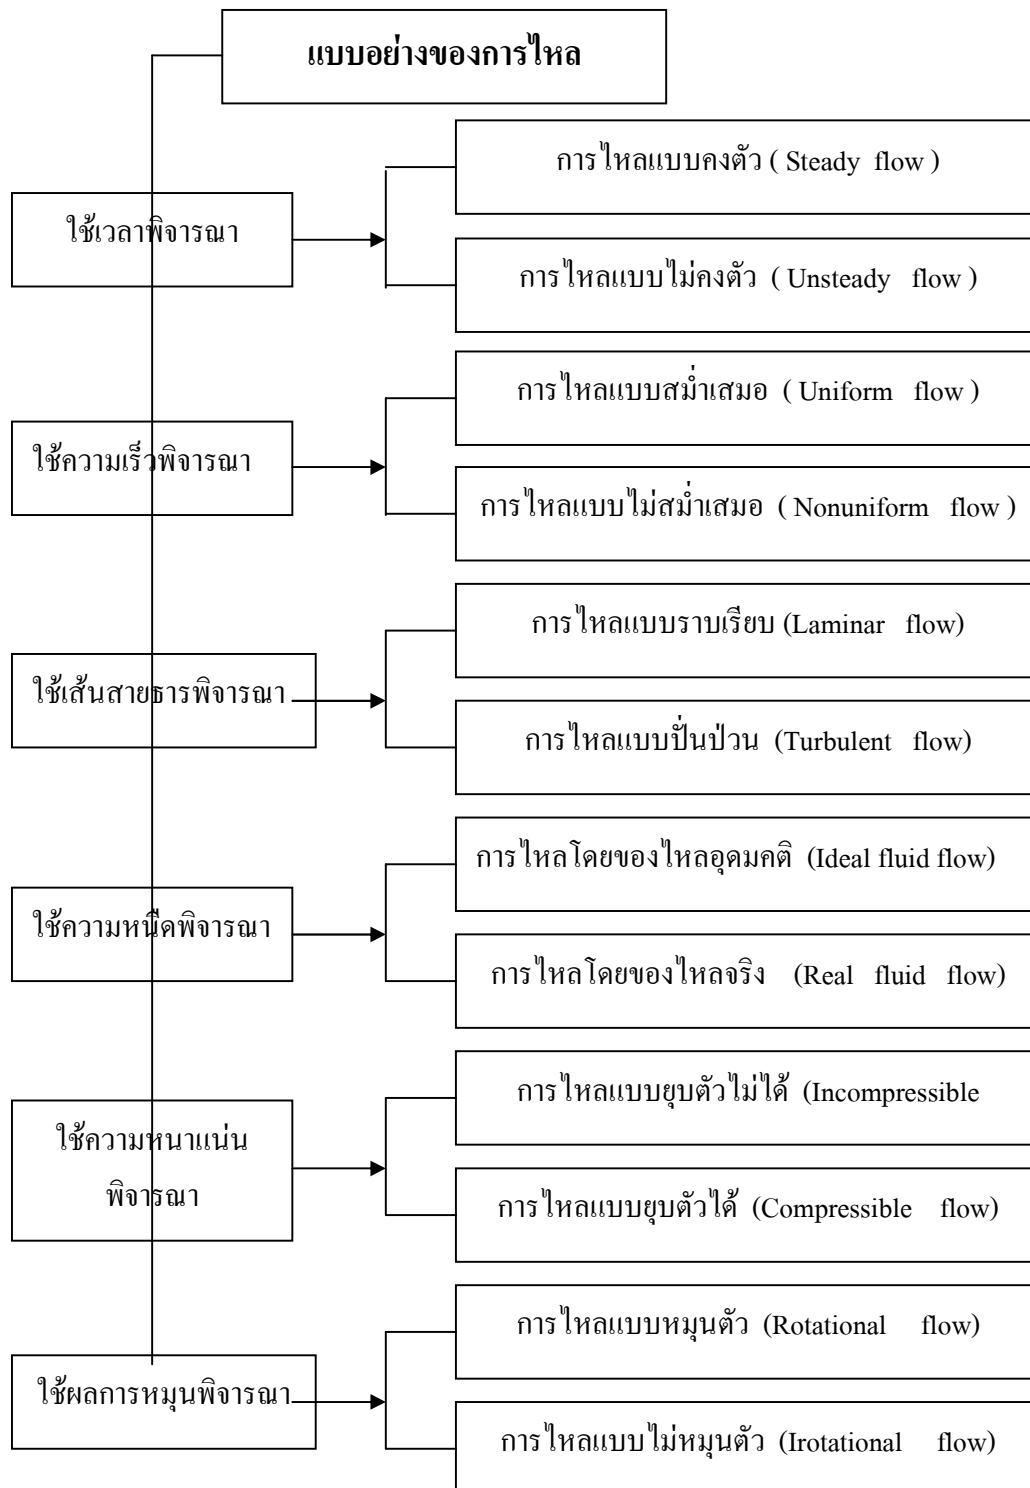 แบบอย่างของการไหล
การไหลแบบคงตัว ( Steady flow )
ใช้เวลาพิจารณา
การไหลแบบไม่คงตัว ( Unsteady flow )
การไหลแบบสม่ำเสมอ ( Uniform flow )
ใช้ความเร็วพิจารณา
การไหลแบบไม่สม่ำเสมอ ( Nonuniform flow )
การไหลแบบราบเรียบ (Laminar flow)
ใช้เส้นสายธารพิจารณา
การไหลแบบปั่นป่วน (Turbulent flow)
การไหลโดยของไหลอุดมคติ (Ideal fluid flow)
ใช้ความหนืดพิจารณา
การไหลโดยของไหลจริง (Real fluid flow)
การไหลแบบยุบตัวไม่ได้ (Incompressible
ใช้ความหนาแน่น
พิจารณา
การไหลแบบยุบตัวได้ (Compressible flow)
การไหลแบบหมุนตัว (Rotational flow)
ใช้ผลการหมุนพิจารณา
การไหลแบบไม่หมุนตัว (Irotational flow)